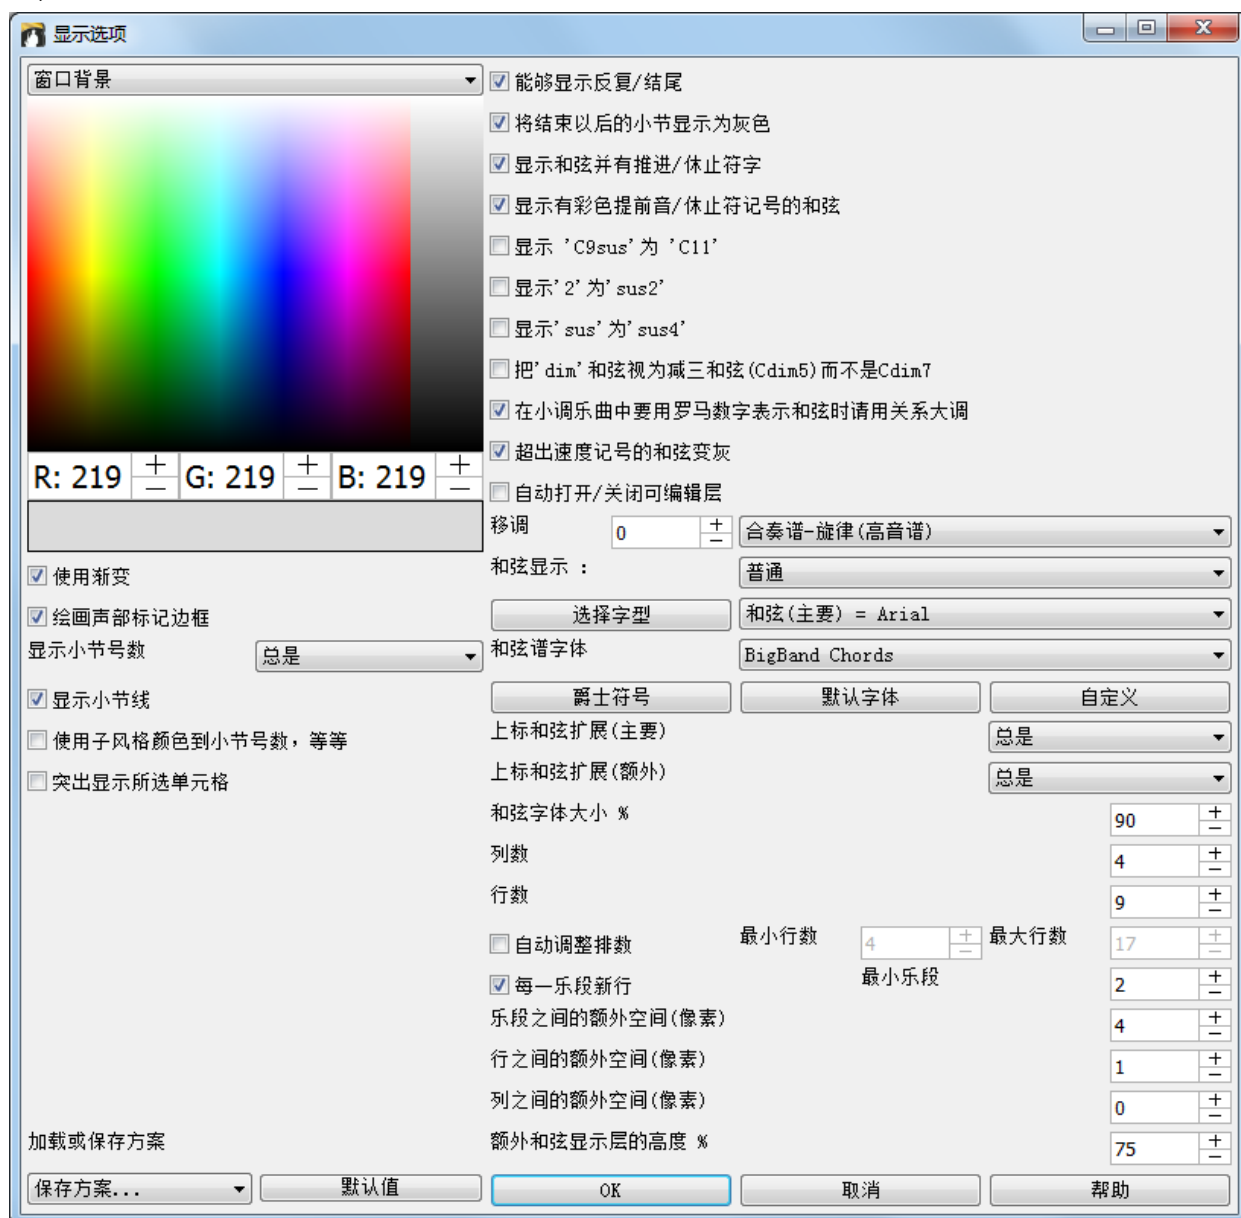 显示选项
窗口背景
R: 219 G: 219 B: 219
使用渐变
绘画声部标记边框
显示小节号数 总是
显示小节线
使用子风格颜色到小节号数，等等
突出显示所选单元格
加载或保存方案
保存方案... 默认值
能够显示反复/结尾
将结束以后的小节显示为灰色
显示和弦并有推进/休止符字
显示有彩色提前音/休止符记号的和弦
显示 'C9sus'为 'C11'
显示'2'为'sus2'
显示'sus'为'sus4'
把'dim'和弦视为减三和弦(Cdim5)而不是Cdim7
在小调乐曲中要用罗马数字表示和弦时请用关系大调
超出速度记号的和弦变灰
自动打开/关闭可编辑层
移调 0 合奏谱-旋律(高音谱)
和弦显示 : 普通
选择字型 和弦(主要) = Arial
和弦谱字体 BigBand Chords
爵士符号 默认字体 自定义
上标和弦扩展(主要) 总是
上标和弦扩展(额外) 总是
和弦字体大小 % 90
列数 4
行数 9
自动调整排数 最小行数 4 最大行数 17
每一乐段新行 最小乐段 2
乐段之间的额外空间(像素) 4
行之间的额外空间(像素) 1
列之间的额外空间(像素) 0
额外和弦显示层的高度 % 75
OK 取消 帮助